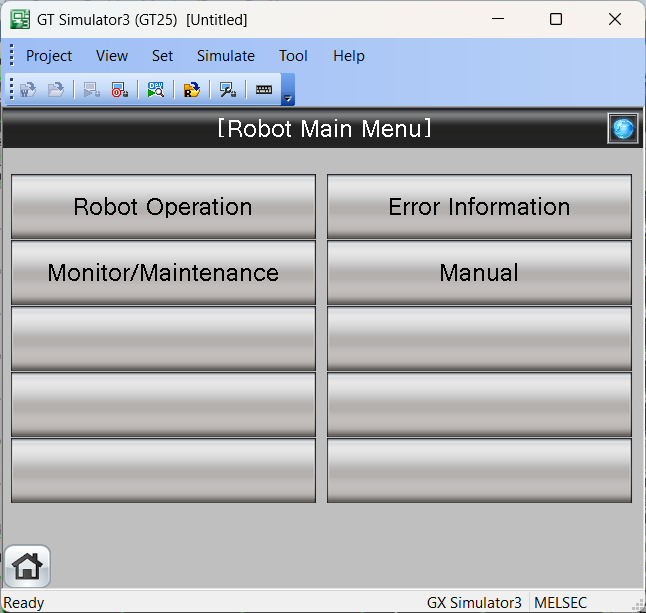 GT Simulator3 (GT25)  [Untitled]
Project View Set Simulate Tool Help
[Robot Main Menu]
Robot Operation Error Information
Monitor/Maintenance Manual
Ready GX Simulator3 MELSEC